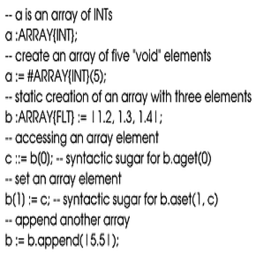 -- a is an array of INTs
a :ARRAY{INT};
-- create an array of five "void" elements
a := #ARRAY{INT}(5);
-- static creation of an array with three elements
b :ARRAY{FLT} := |1.2, 1.3, 1.4|;
-- accessing an array element
c ::= b(0); -- syntactic sugar for b.aget(0)
-- set an array element
b(1) := c; -- syntactic sugar for b.aset(1, c)
-- append another array
b := b.append(|5.5|);